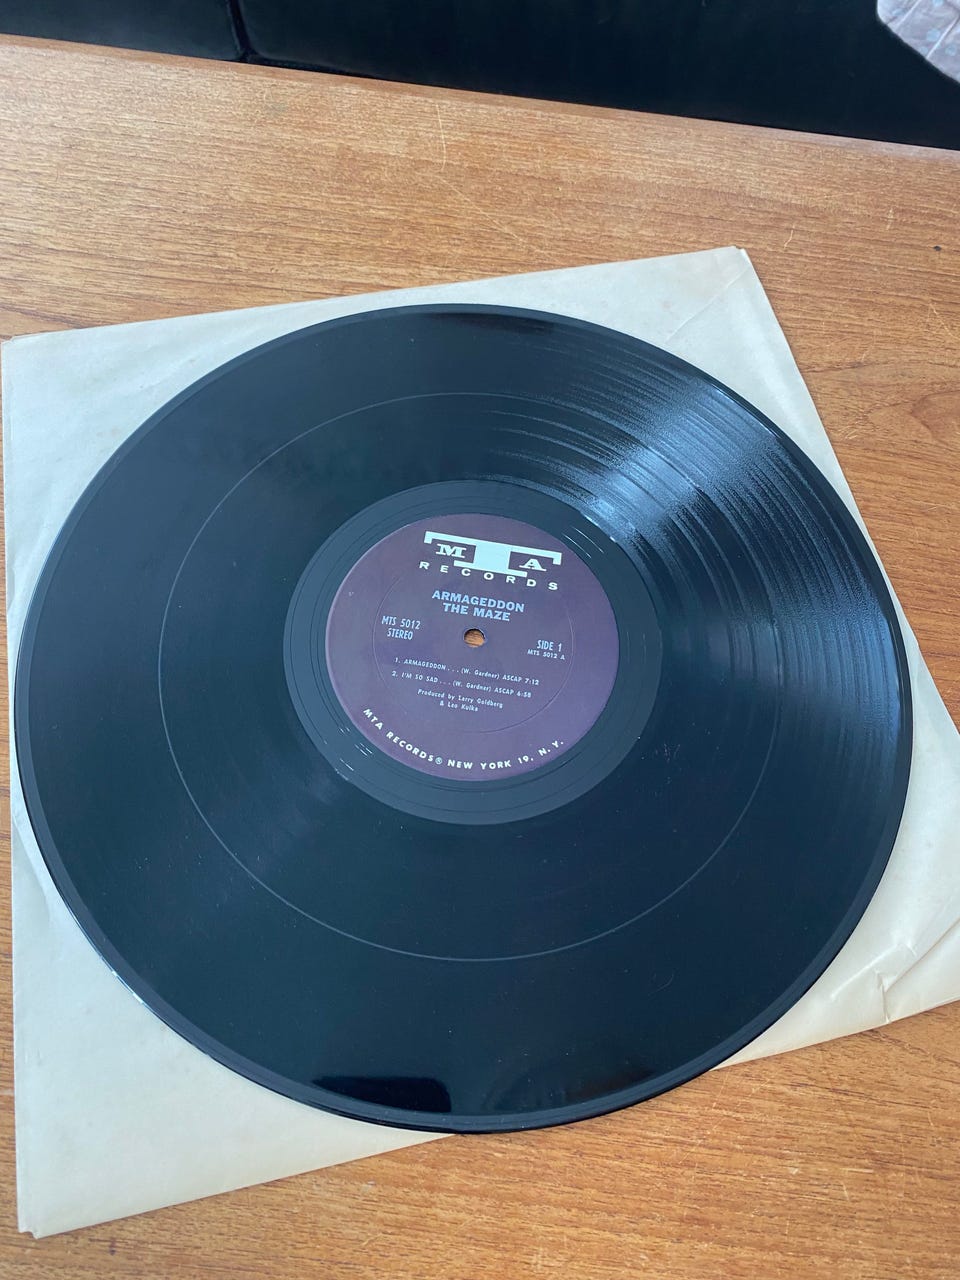 MTA
RECORDS
ARMAGEDDON
THE MAZE
MTS 5012
STEREO
SIDE 1
MTS 5012 A
1. ARMAGEDDON . . . (W. Gardner) ASCAP 7:12
2. I'M SO SAD . . . (W. Gardner) ASCAP 6:58
Produced by Larry Goldberg
& Leo Kulka
MTA RECORDS® NEW YORK 19, N. Y.